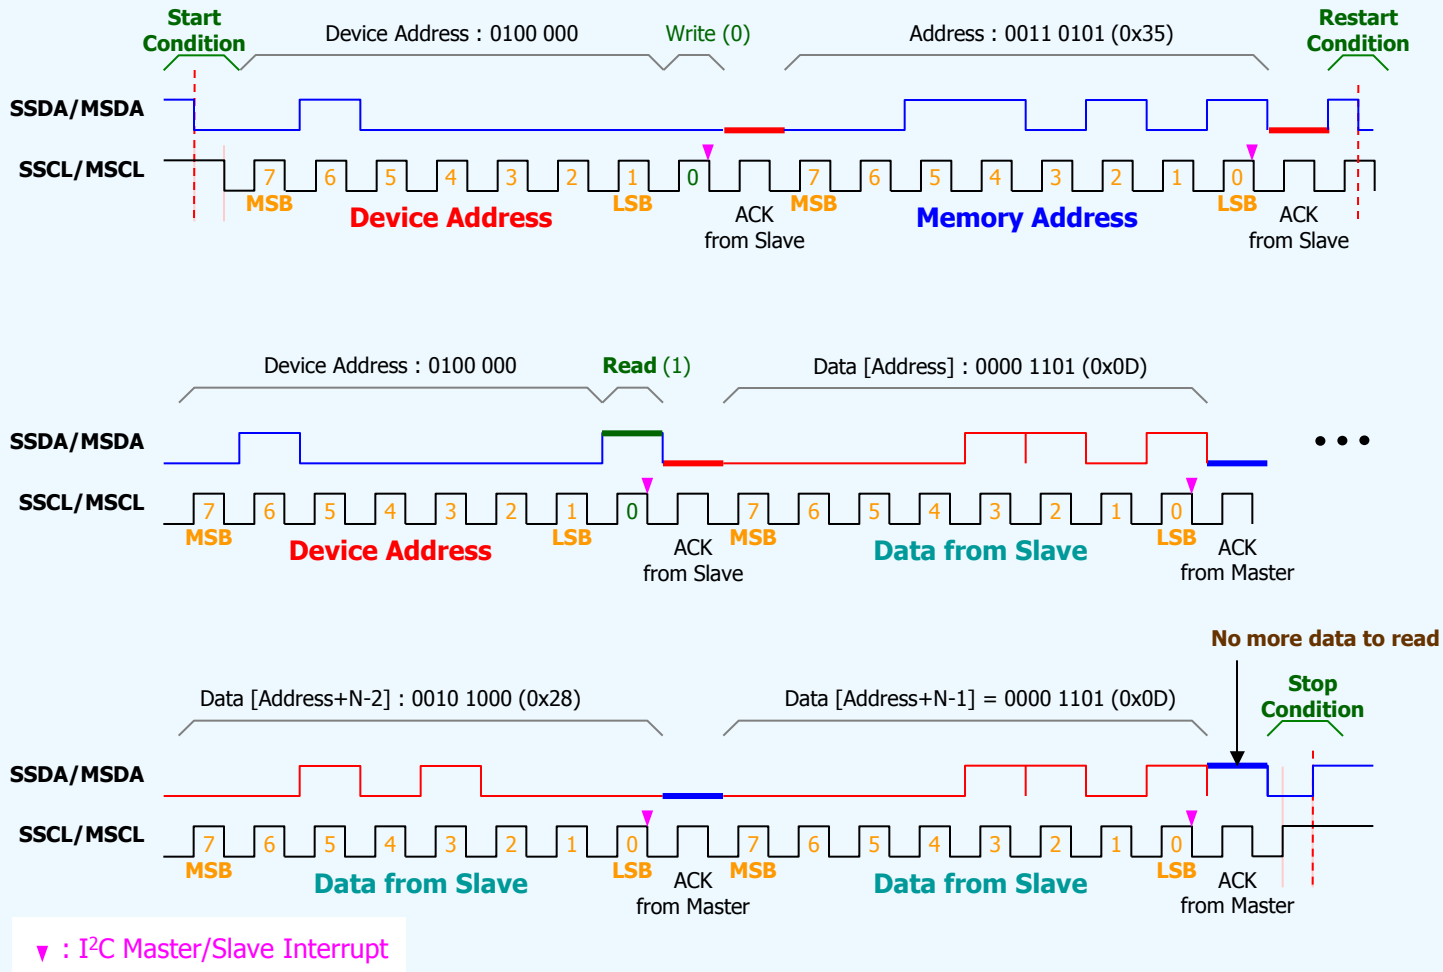 Start
Condition
Device Address : 0100 000
Write (0)
Address : 0011 0101 (0x35)
Restart
Condition
SSDA/MSDA
SSCL/MSCL
7 6 5 4 3 2 1 0 7 6 5 4 3 2 1 0
MSB Device Address LSB ACK MSB Memory Address LSB ACK
from Slave from Slave
Device Address : 0100 000
Read (1)
Data [Address] : 0000 1101 (0x0D)
SSDA/MSDA
• • •
SSCL/MSCL
7 6 5 4 3 2 1 0 7 6 5 4 3 2 1 0
MSB Device Address LSB ACK MSB Data from Slave LSB ACK
from Slave from Master
No more data to read
Data [Address+N-2] : 0010 1000 (0x28)
Data [Address+N-1] = 0000 1101 (0x0D)
Stop
Condition
SSDA/MSDA
SSCL/MSCL
7 6 5 4 3 2 1 0 7 6 5 4 3 2 1 0
MSB Data from Slave LSB ACK MSB Data from Slave LSB ACK
from Master from Master
: I²C Master/Slave Interrupt